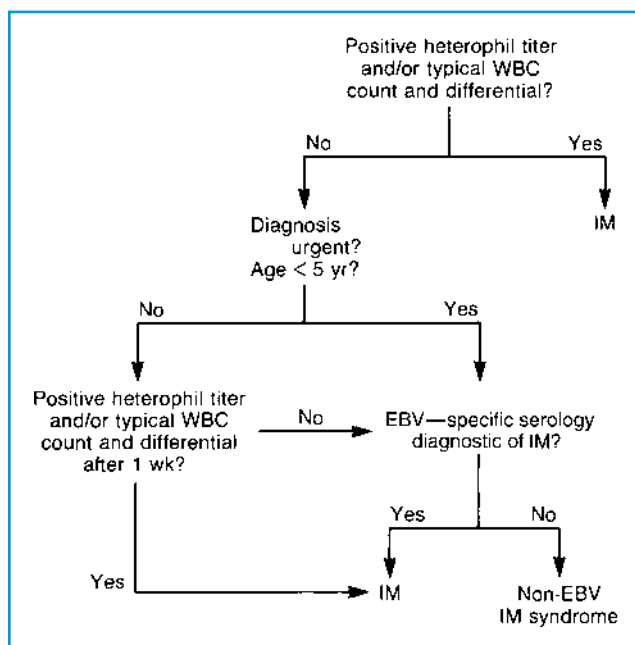 Positive heterophil titer
and/or typical WBC
count and differential?
No
Yes
Diagnosis
urgent?
Age < 5 yr?
IM
No
Yes
Positive heterophil titer
and/or typical WBC
count and differential
after 1 wk?
No
EBV—specific serology
diagnostic of IM?
Yes
No
Yes
IM
Non-EBV
IM syndrome